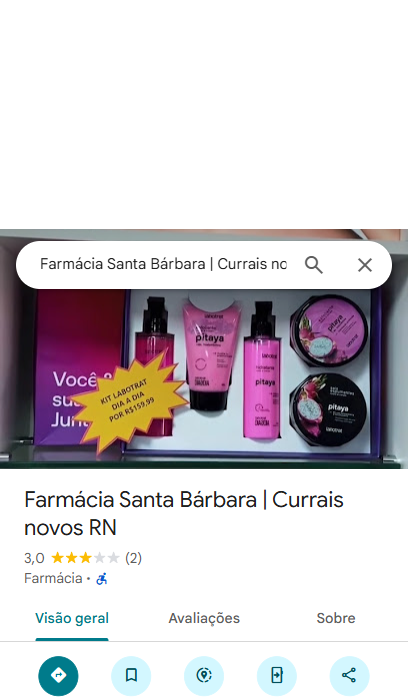 Farmácia Santa Bárbara | Currais no
pitaya
pitaya
pitaya
pitaya
Você
Junt
KIT LABOTRAT
DIA A DIA
POR R$159,99
Farmácia Santa Bárbara | Currais
novos RN
3,0 (2)
Farmácia ·
Visão geral
Avaliações
Sobre